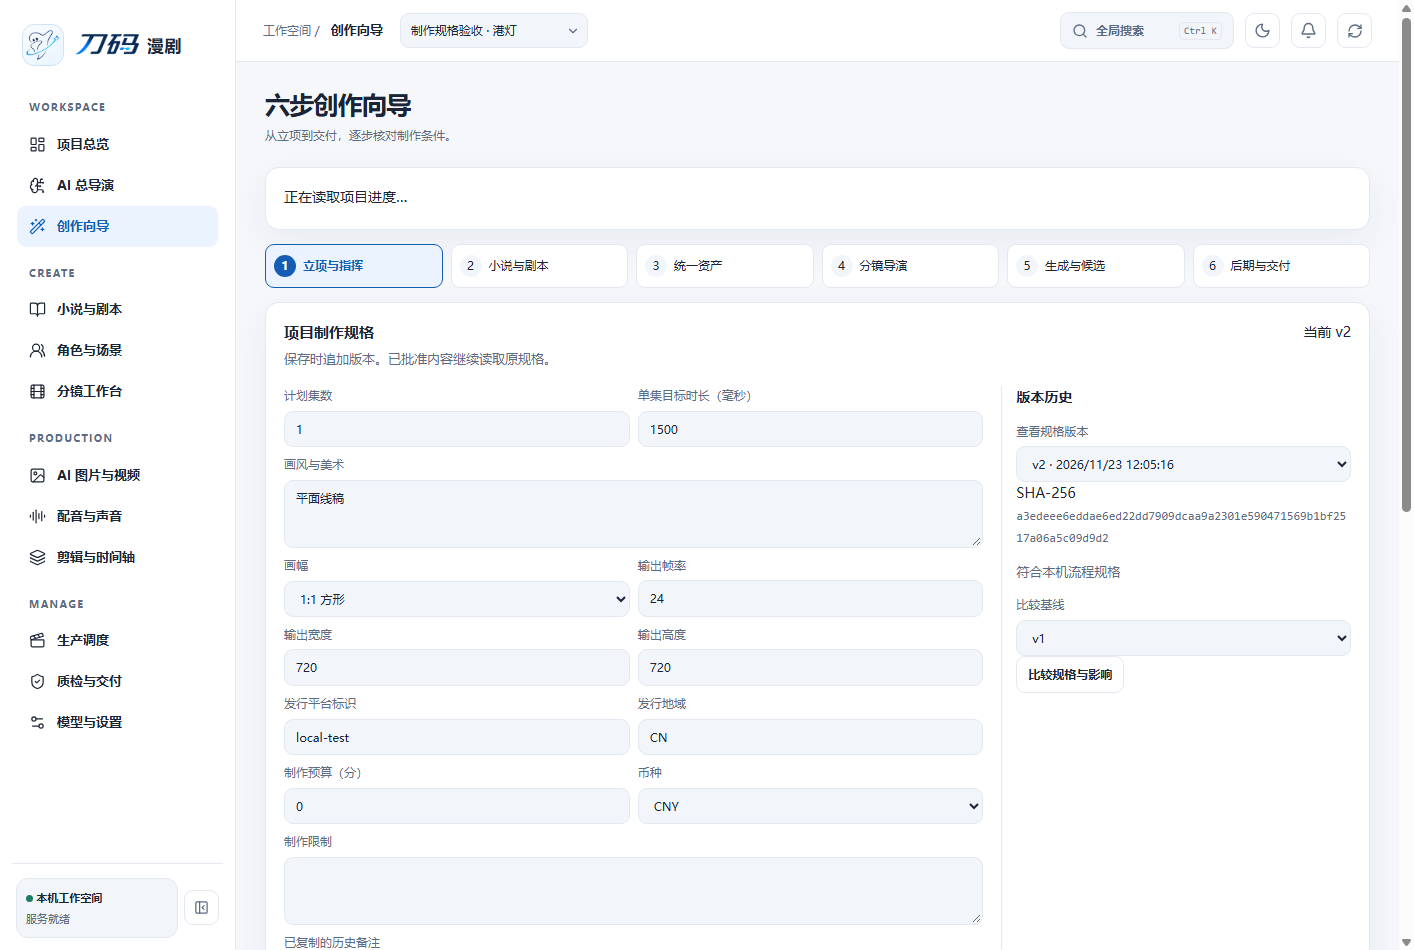 刀码 漫剧
WORKSPACE
项目总览
AI 总导演
创作向导
CREATE
小说与剧本
角色与场景
分镜工作台
PRODUCTION
AI 图片与视频
配音与声音
剪辑与时间轴
MANAGE
生产调度
质检与交付
模型与设置
本机工作空间
服务就绪
工作空间 / 创作向导
制作规格验收 · 港灯
全局搜索 Ctrl K
六步创作向导
从立项到交付，逐步核对制作条件。
正在读取项目进度...
1 立项与指挥
2 小说与剧本
3 统一资产
4 分镜导演
5 生成与候选
6 后期与交付
项目制作规格
当前 v2
保存时追加版本。已批准内容继续读取原规格。
计划集数
1
单集目标时长（毫秒）
1500
画风与美术
平面线稿
画幅
1:1 方形
输出帧率
24
输出宽度
720
输出高度
720
发行平台标识
local-test
发行地域
CN
制作预算（分）
0
币种
CNY
制作限制
已复制的历史备注
版本历史
查看规格版本
v2 · 2026/11/23 12:05:16
SHA-256
a3edeee6eddae6ed22dd7909dcaa9a2301e590471569b1bf25
17a06a5c09d9d2
符合本机流程规格
比较基线
v1
比较规格与影响